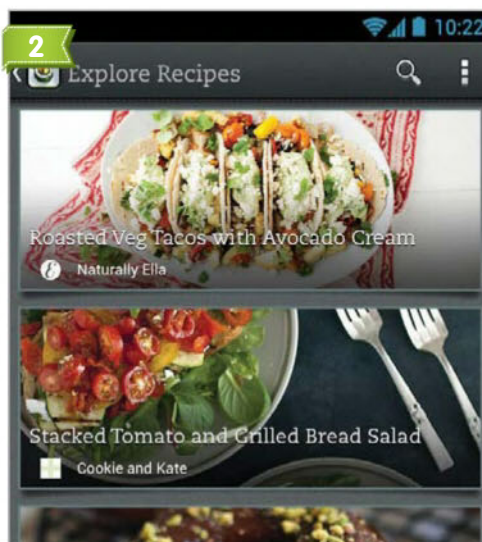 10:22
2
Explore Recipes
Roasted Veg Tacos with Avocado Cream
Naturally Ella
Stacked Tomato and Grilled Bread Salad
Cookie and Kate